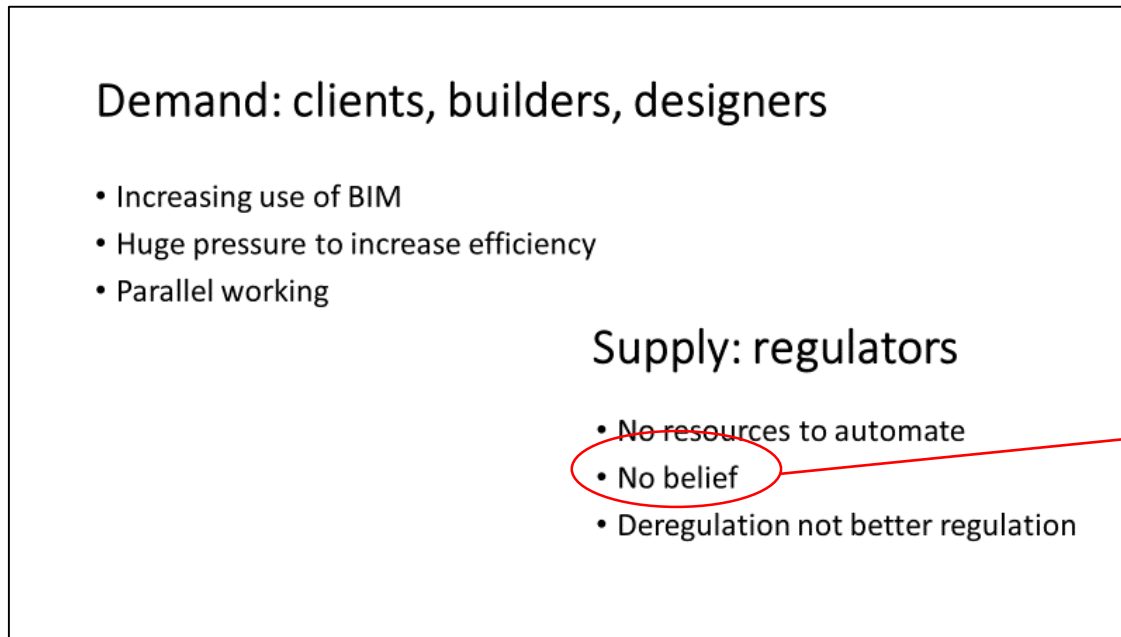 Demand: clients, builders, designers
• Increasing use of BIM
• Huge pressure to increase efficiency
• Parallel working
Supply: regulators
• No resources to automate
• No belief
• Deregulation not better regulation